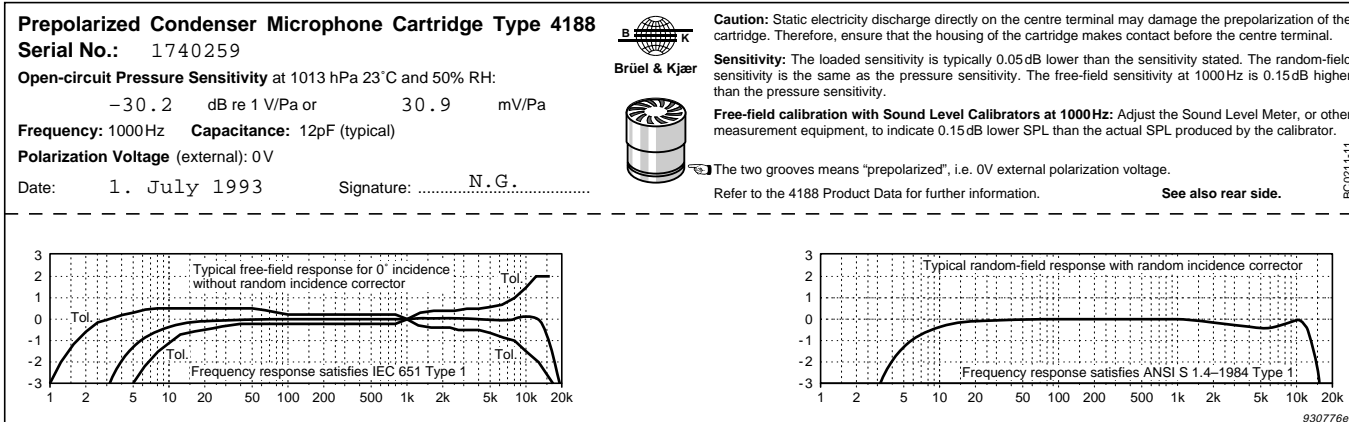 Prepolarized Condenser Microphone Cartridge Type 4188
Serial No.: 1740259
Open-circuit Pressure Sensitivity at 1013 hPa 23˚C and 50% RH:
−30.2 dB re 1 V/Pa or 30.9 mV/Pa
Frequency: 1000 Hz Capacitance: 12pF (typical)
Polarization Voltage (external): 0 V
Date: 1. July 1993 Signature: ..............N.G..................
B K
Brüel & Kjær
Caution: Static electricity discharge directly on the centre terminal may damage the prepolarization of the
cartridge. Therefore, ensure that the housing of the cartridge makes contact before the centre terminal.
Sensitivity: The loaded sensitivity is typically 0.05 dB lower than the sensitivity stated. The random-field
sensitivity is the same as the pressure sensitivity. The free-field sensitivity at 1000 Hz is 0.15 dB higher
than the pressure sensitivity.
Free-field calibration with Sound Level Calibrators at 1000 Hz: Adjust the Sound Level Meter, or other
measurement equipment, to indicate 0.15 dB lower SPL than the actual SPL produced by the calibrator.
The two grooves means “prepolarized”, i.e. 0V external polarization voltage.
Refer to the 4188 Product Data for further information. See also rear side.
BC0211-11
3
2
1
0
-1
-2
-3
Typical free-field response for 0˚ incidence
without random incidence corrector
Tol.
Tol.
Tol.
Tol.
Frequency response satisfies IEC 651 Type 1
1 2 5 10 20 50 100 200 500 1k 2k 5k 10k 20k
3
2
1
0
-1
-2
-3
Typical random-field response with random incidence corrector
Frequency response satisfies ANSI S 1.4–1984 Type 1
1 2 5 10 20 50 100 200 500 1k 2k 5k 10k 20k
930776e